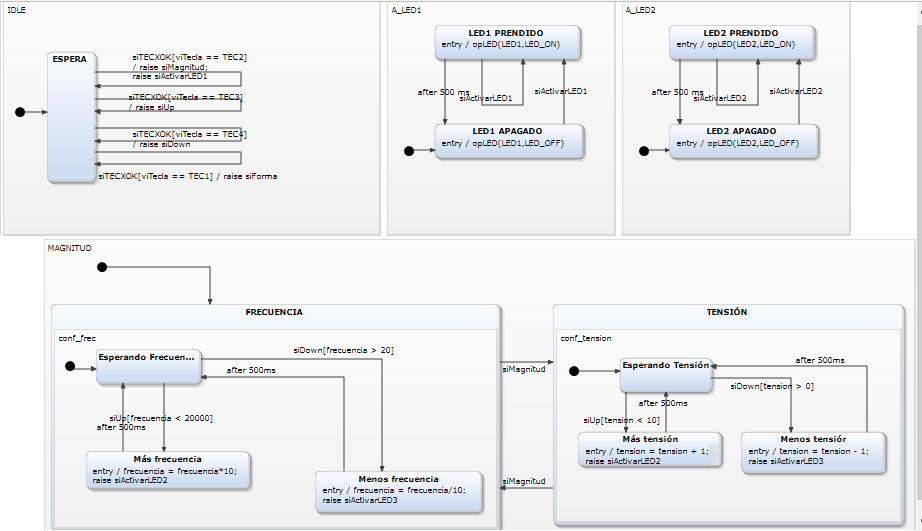 IDLE
ESPERA
siTECXOK[viTecla == TEC2]
/ raise siMagnitud;
raise siActivarLED1
siTECXOK[viTecla == TEC3]
/ raise siUp
siTECXOK[viTecla == TEC4]
/ raise siDown
siTECXOK[viTecla == TEC1] / raise siForma
A_LED1
LED1 PRENDIDO
entry / opLED(LED1,LED_ON)
after 500 ms
siActivarLED1
siActivarLED1
LED1 APAGADO
entry / opLED(LED1,LED_OFF)
A_LED2
LED2 PRENDIDO
entry / opLED(LED2,LED_ON)
after 500 ms
siActivarLED2
siActivarLED2
LED2 APAGADO
entry / opLED(LED2,LED_OFF)
MAGNITUD
FRECUENCIA
conf_frec
Esperando Frecuen...
siDown[frecuencia > 20]
after 500ms
siUp[frecuencia < 20000]
after 500ms
Más frecuencia
entry / frecuencia = frecuencia*10;
raise siActivarLED2
Menos frecuencia
entry / frecuencia = frecuencia/10;
raise siActivarLED3
siMagnitud
siMagnitud
TENSIÓN
conf_tension
Esperando Tensión
after 500ms
siDown[tension > 0]
after 500ms
siUp[tension < 10]
Más tensión
entry / tension = tension + 1;
raise siActivarLED2
Menos tensiór
entry / tension = tension - 1;
raise siActivarLED3